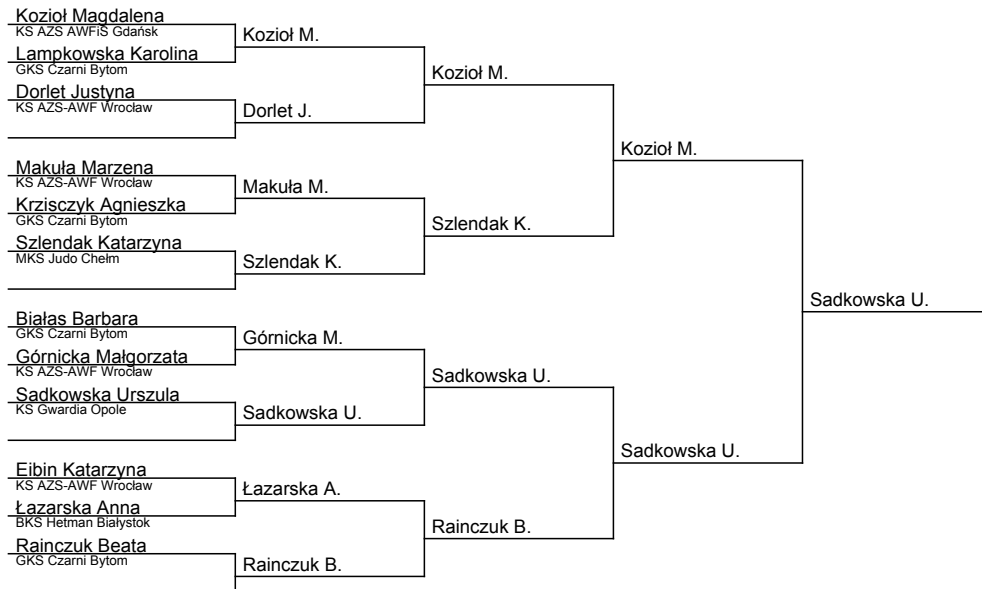 Kozioł Magdalena
KS AZS AWFiS Gdańsk
Kozioł M.
Lampkowska Karolina
GKS Czarni Bytom
Kozioł M.
Dorlet Justyna
KS AZS-AWF Wrocław
Dorlet J.
Kozioł M.
Makuła Marzena
KS AZS-AWF Wrocław
Makuła M.
Krzisczyk Agnieszka
GKS Czarni Bytom
Szlendak K.
Szlendak Katarzyna
MKS Judo Chełm
Szlendak K.
Sadkowska U.
Białas Barbara
GKS Czarni Bytom
Górnicka M.
Górnicka Małgorzata
KS AZS-AWF Wrocław
Sadkowska U.
Sadkowska Urszula
KS Gwardia Opole
Sadkowska U.
Sadkowska U.
Eibin Katarzyna
KS AZS-AWF Wrocław
Łazarska A.
Łazarska Anna
BKS Hetman Białystok
Rainczuk B.
Rainczuk Beata
GKS Czarni Bytom
Rainczuk B.